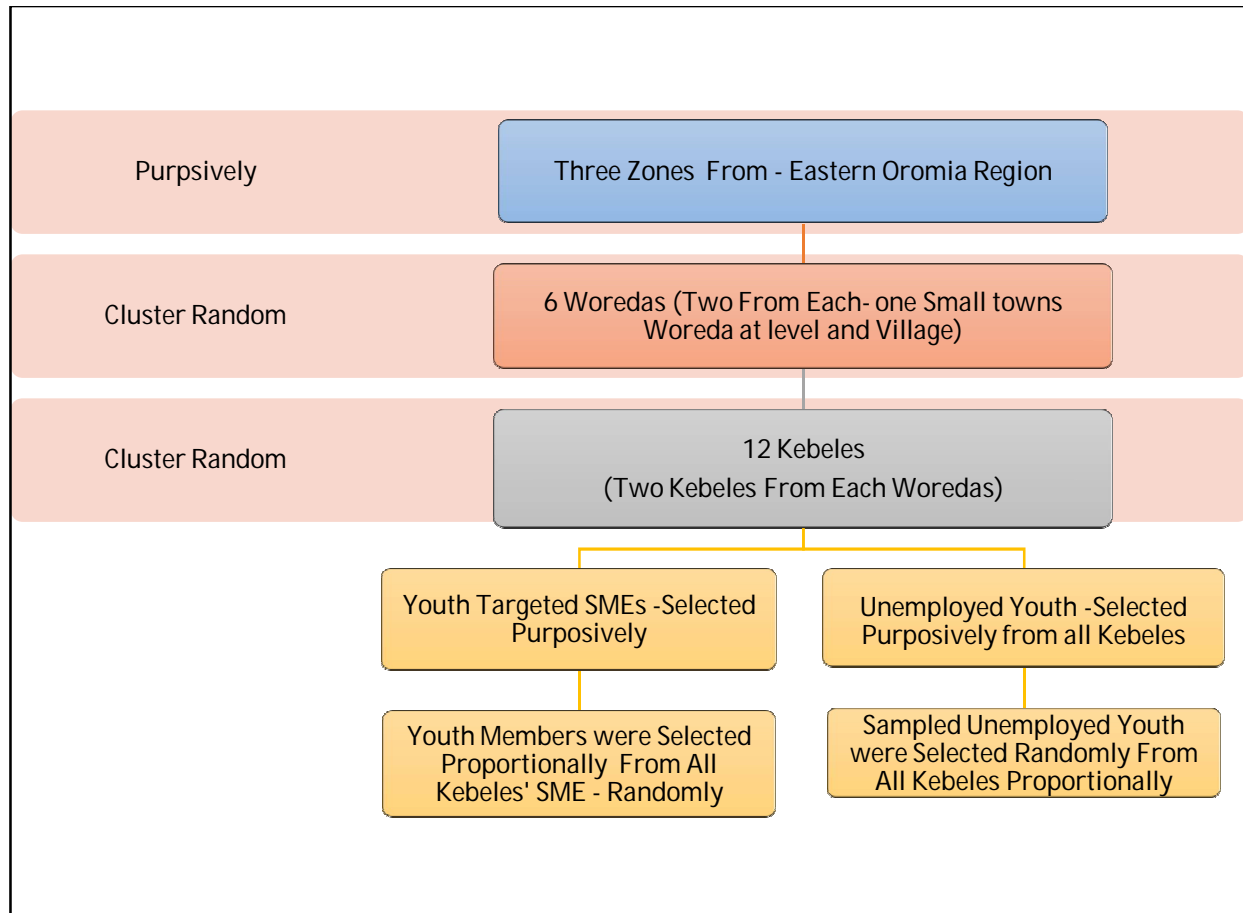 Purpsively
Three Zones From - Eastern Oromia Region
Cluster Random
6 Woredas (Two From Each- one Small towns
Woreda at level and Village)
Cluster Random
12 Kebeles
(Two Kebeles From Each Woredas)
Youth Targeted SMEs -Selected
Purposively
Unemployed Youth -Selected
Purposively from all Kebeles
Youth Members were Selected
Proportionally From All
Kebeles' SME - Randomly
Sampled Unemployed Youth
were Selected Randomly From
All Kebeles Proportionally